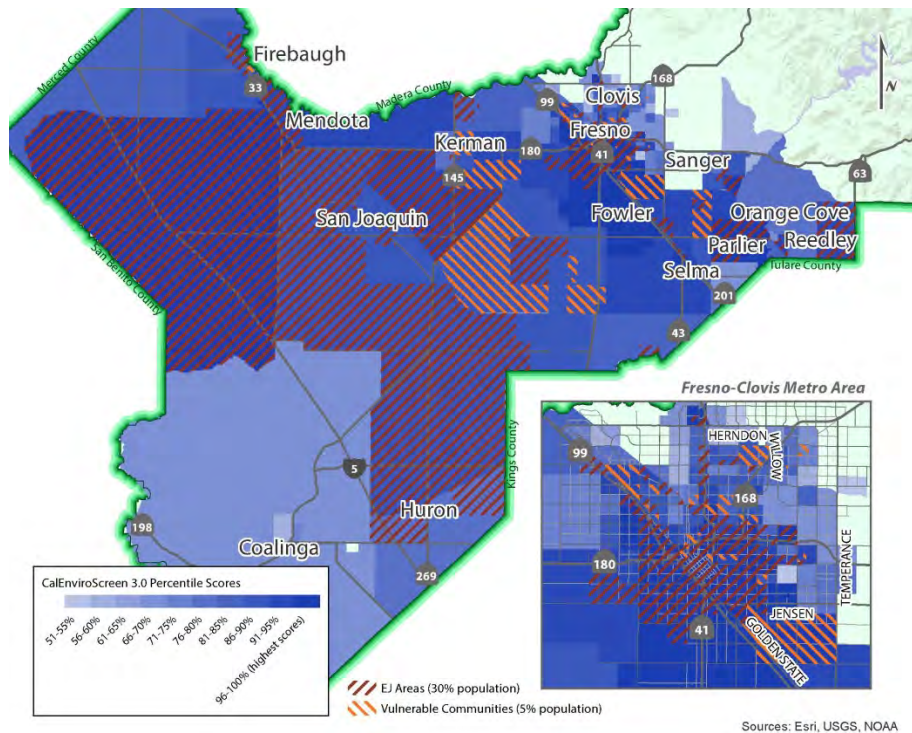 Firebaugh
Merced County
33
Madera County
168
N
99
Clovis
Mendota
Fresno
Kerman
180
41
Sanger
145
63
San Joaquin
Fowler
Orange Cove
Parlier
Reedley
San Benito County
Selma
Tulare County
201
43
Fresno-Clovis Metro Area
Kings County
5
Huron
198
Coalinga
269
HERNDON
WILLOW
99
168
180
TEMPERANCE
JENSEN
41
GOLDEN STATE
CalEnviroScreen 3.0 Percentile Scores
51-55%
56-60%
61-65%
66-70%
71-75%
76-80%
81-85%
86-90%
91-95%
96-100% (highest scores)
EJ Areas (30% population)
Vulnerable Communities (5% population)
Sources: Esri, USGS, NOAA